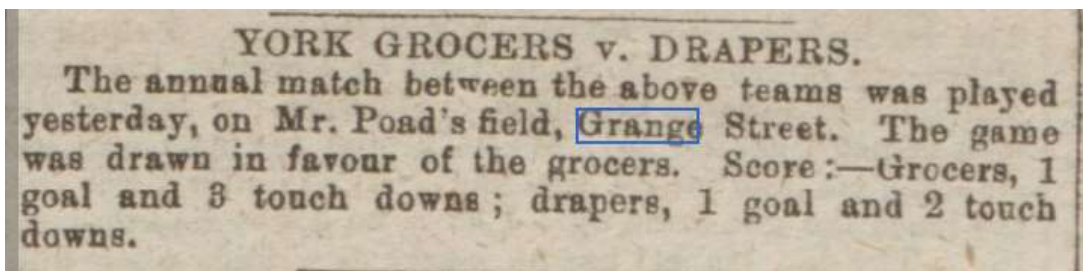 YORK GROCERS v. DRAPERS.
The annual match between the above teams was played
yesterday, on Mr. Poad's field, Grange Street. The game
was drawn in favour of the grocers. Score:—Grocers, 1
goal and 3 touch downs; drapers, 1 goal and 2 touch
downs.